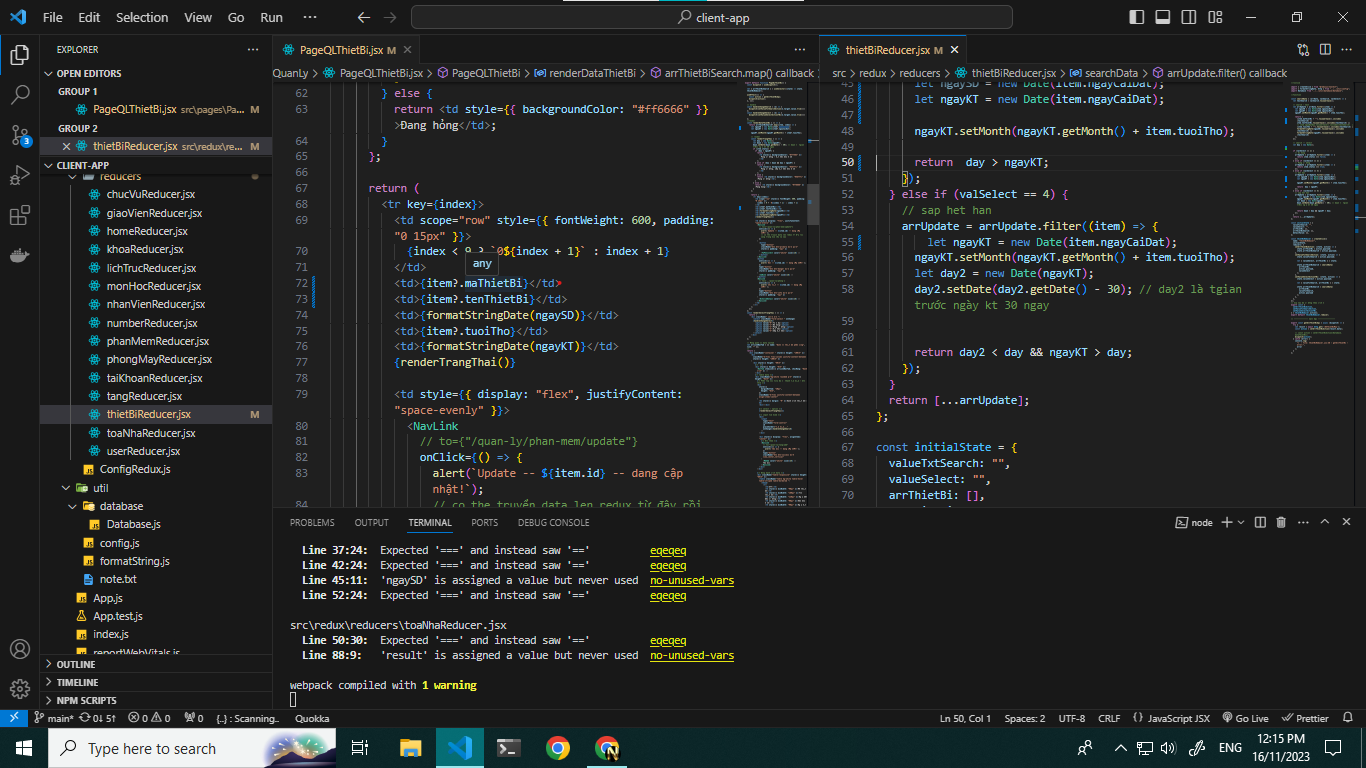 File Edit Selection View Go Run ···
client-app
EXPLORER
OPEN EDITORS
GROUP 1
PageQLThietBi.jsx src\pages\Pa... M
GROUP 2
thietBiReducer.jsx src\redux\re... M
CLIENT-APP
reducers
chucVuReducer.jsx
giaoVienReducer.jsx
homeReducer.jsx
khoaReducer.jsx
lichTrucReducer.jsx
monHocReducer.jsx
nhanVienReducer.jsx
numberReducer.jsx
phanMemReducer.jsx
phongMayReducer.jsx
taiKhoanReducer.jsx
tangReducer.jsx
thietBiReducer.jsx M
toaNhaReducer.jsx
userReducer.jsx
ConfigRedux.js
util
database
Database.js
config.js
formatString.js
note.txt
App.js
App.test.js
index.js
reportWebVitals.js
OUTLINE
TIMELINE
NPM SCRIPTS
3
PageQLThietBi.jsx M
QuanLy > PageQLThietBi.jsx > PageQLThietBi > renderDataThietBi > arrThietBiSearch.map() callback
62 } else {
63 return <td style={{ backgroundColor: "#ff6666" }}
>Đang hỏng</td>;
64 }
65 };
66
67 return (
68 <tr key={index}>
69 <td scope="row" style={{ fontWeight: 600, padding:
"0 15px" }}>
70 {index < 9 ? `0${index + 1}` : index + 1}
any
71 </td>
72 <td>{item?.maThietBi}</td>
73 <td>{item?.tenThietBi}</td>
74 <td>{formatStringDate(ngaySD)}</td>
75 <td>{item?.tuoiTho}</td>
76 <td>{formatStringDate(ngayKT)}</td>
77 {renderTrangThai()}
78
79 <td style={{ display: "flex", justifyContent:
"space-evenly" }}>
80 <NavLink
81 // to={"/quan-ly/phan-mem/update"}
82 onClick={() => {
83 alert(`Update -- ${item.id} -- dang cập
nhật!`);
84 // co the truyền data len redux từ đây rồi
thietBiReducer.jsx M
src > redux > reducers > thietBiReducer.jsx > searchData > arrUpdate.filter() callback
45 let ngaySD = new Date(item.ngayCaiDat);
46 let ngayKT = new Date(item.ngayCaiDat);
47
48 ngayKT.setMonth(ngayKT.getMonth() + item.tuoiTho);
49
50 return day > ngayKT;
51 });
52 } else if (valSelect == 4) {
53 // sap het han
54 arrUpdate = arrUpdate.filter((item) => {
55 let ngayKT = new Date(item.ngayCaiDat);
56 ngayKT.setMonth(ngayKT.getMonth() + item.tuoiTho);
57 let day2 = new Date(ngayKT);
58 day2.setDate(day2.getDate() - 30); // day2 là tgian
trước ngày kt 30 ngay
59
60
61 return day2 < day && ngayKT > day;
62 });
63 }
64 return [...arrUpdate];
65 };
66
67 const initialState = {
68 valueTxtSearch: "",
69 valueSelect: "",
70 arrThietBi: [],
PROBLEMS OUTPUT TERMINAL PORTS DEBUG CONSOLE
node
Line 37:24: Expected '===' and instead saw '==' eqeqeq
Line 42:24: Expected '===' and instead saw '==' eqeqeq
Line 45:11: 'ngaySD' is assigned a value but never used no-unused-vars
Line 52:24: Expected '===' and instead saw '==' eqeqeq
src\redux\reducers\toaNhaReducer.jsx
Line 50:30: Expected '===' and instead saw '==' eqeqeq
Line 88:9: 'result' is assigned a value but never used no-unused-vars
webpack compiled with 1 warning
main* 0↓ 5↑ 0 0 0 {..} : Scanning.. Quokka
Ln 50, Col 1 Spaces: 2 UTF-8 CRLF {} JavaScript JSX Go Live Prettier
Type here to search
ENG
12:15 PM
16/11/2023